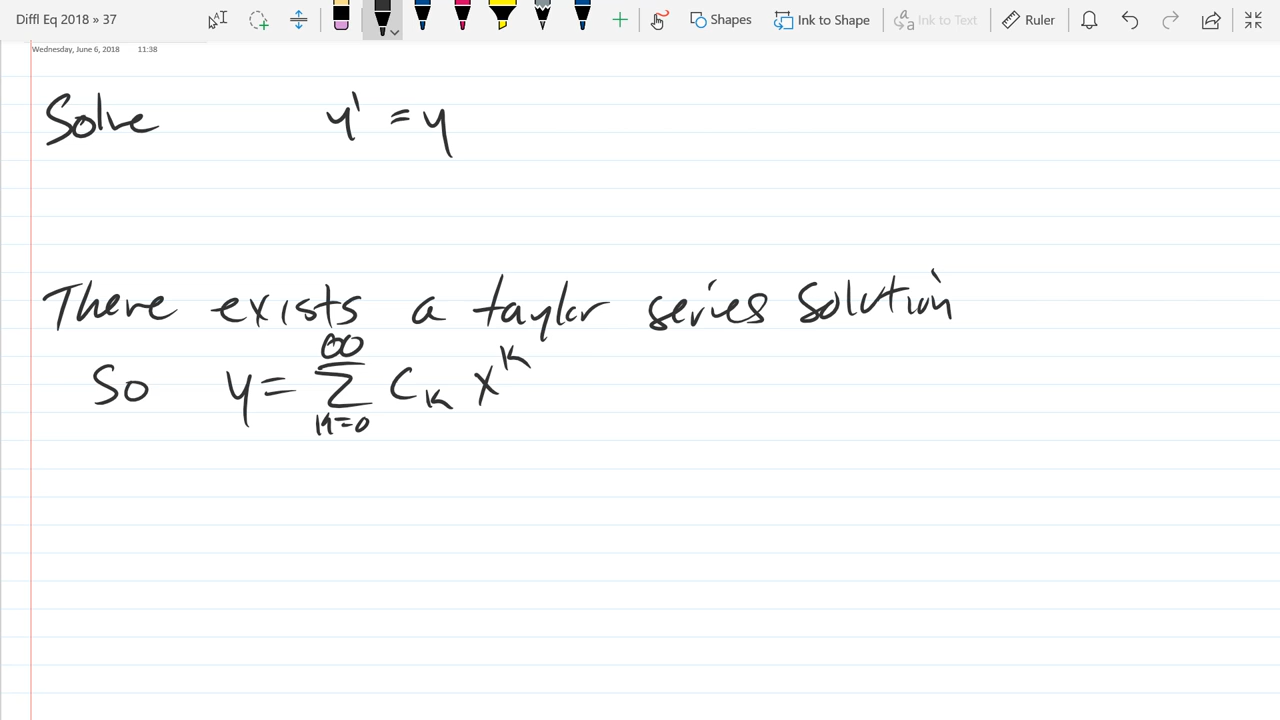 Diffl Eq 2018 » 37
Shapes
Ink to Shape
Ink to Text
Ruler
Wednesday, June 6, 2018 11:38
Solve y' = y
There exists a taylor series solution
So y = ∑_{k=0}^{∞} C_k x^k